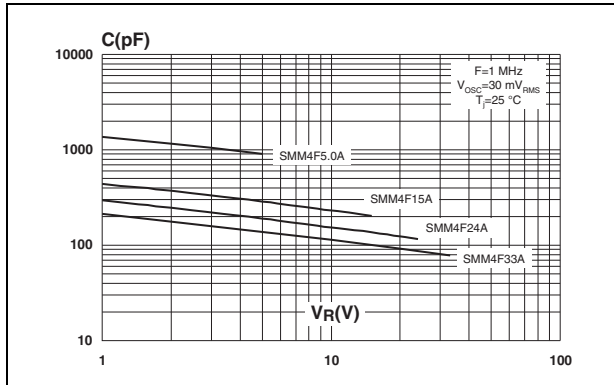 C(pF)
10000
F=1 MHz
VOSC=30 mVRMS
Tj=25 °C
1000
SMM4F5.0A
SMM4F15A
SMM4F24A
100
SMM4F33A
VR(V)
10
1
10
100